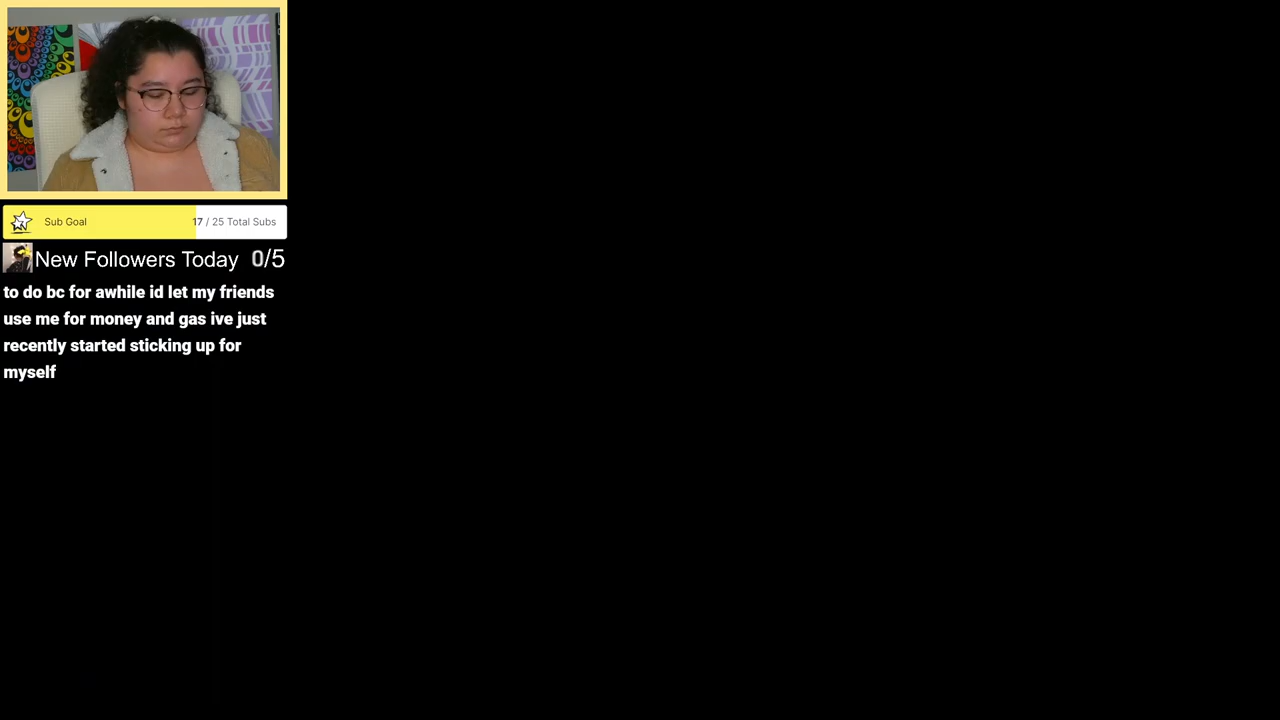 Sub Goal 17 / 25 Total Subs
New Followers Today 0/5
to do bc for awhile id let my friends
use me for money and gas ive just
recently started sticking up for
myself